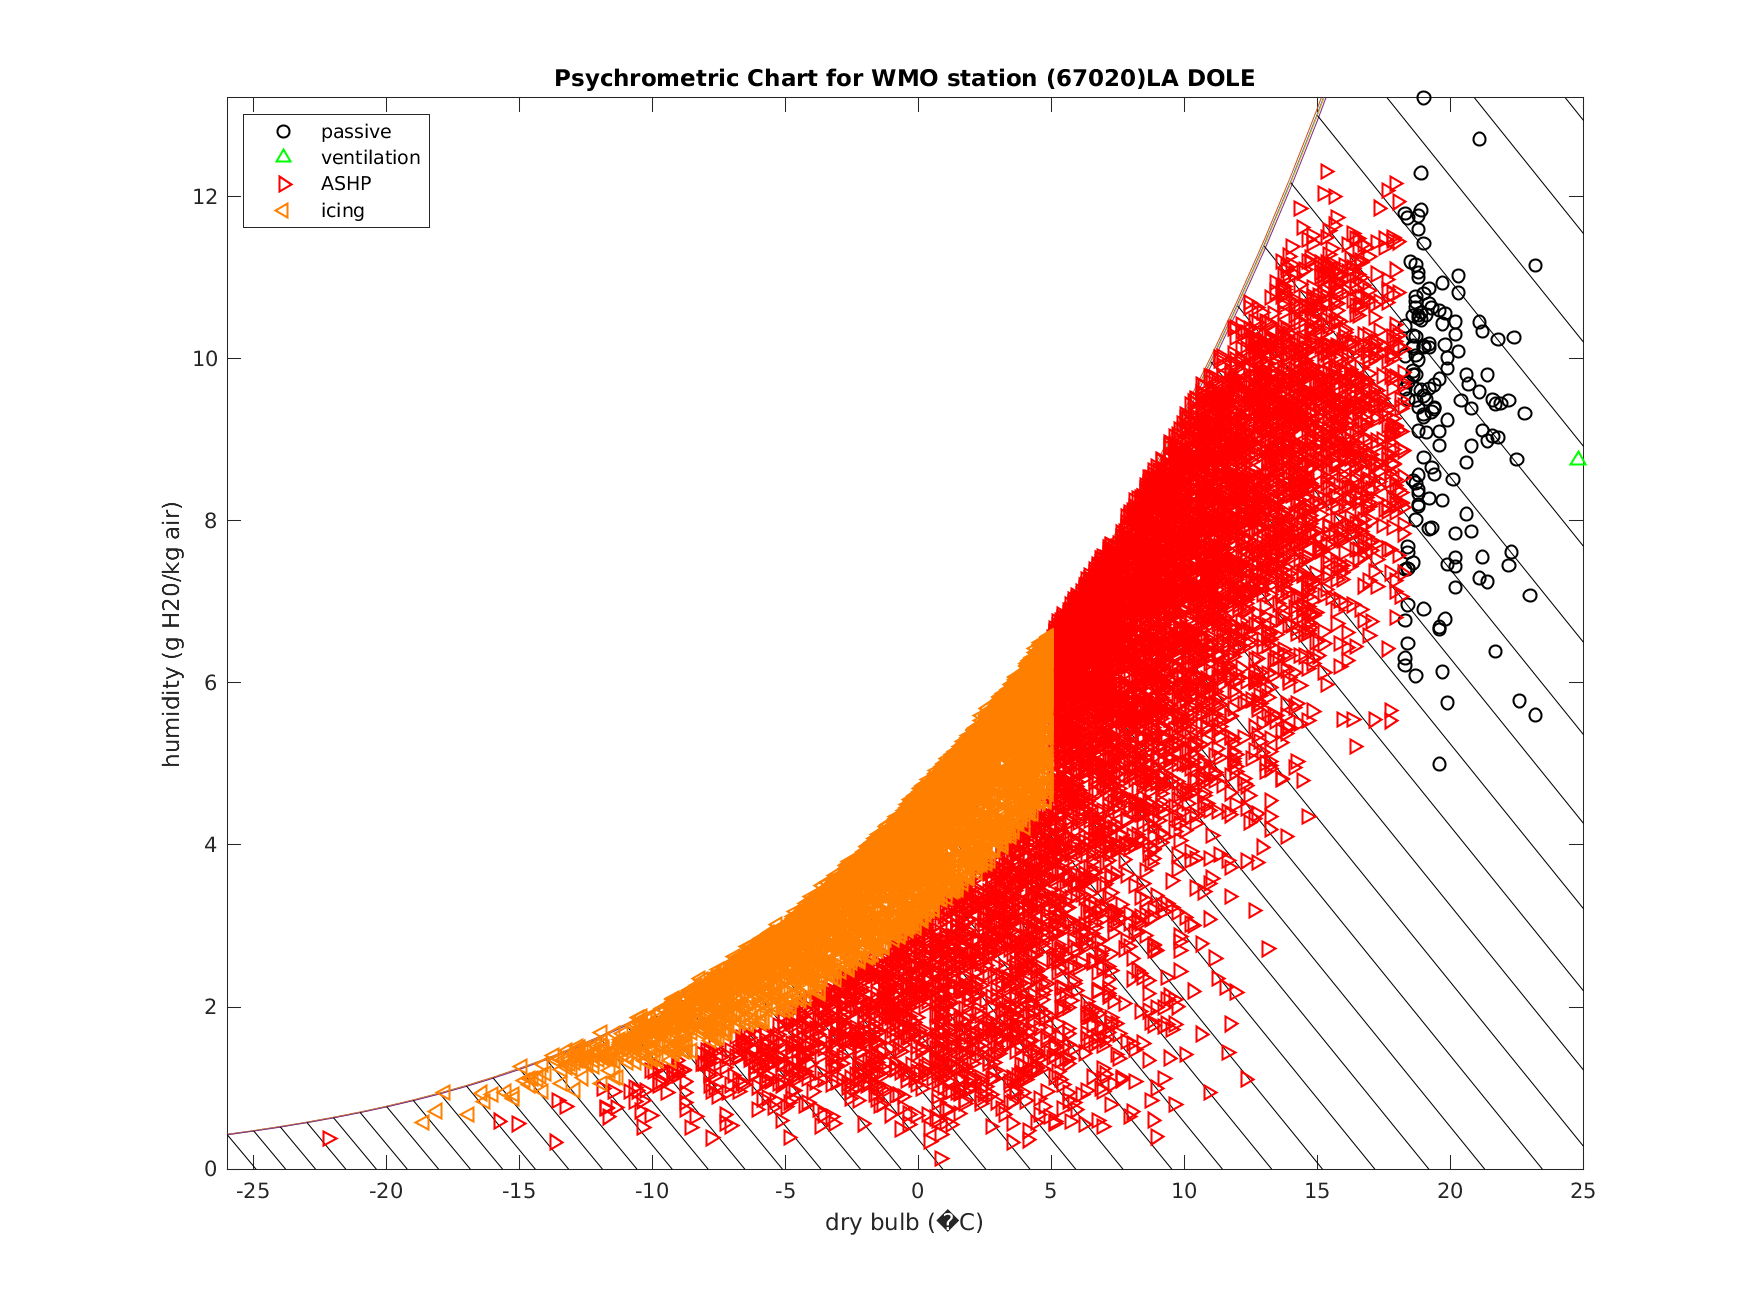 Psychrometric Chart for WMO station (67020)LA DOLE
passive
ventilation
ASHP
icing
humidity (g H20/kg air)
12
10
8
6
4
2
0
-25 -20 -15 -10 -5 0 5 10 15 20 25
dry bulb (�C)